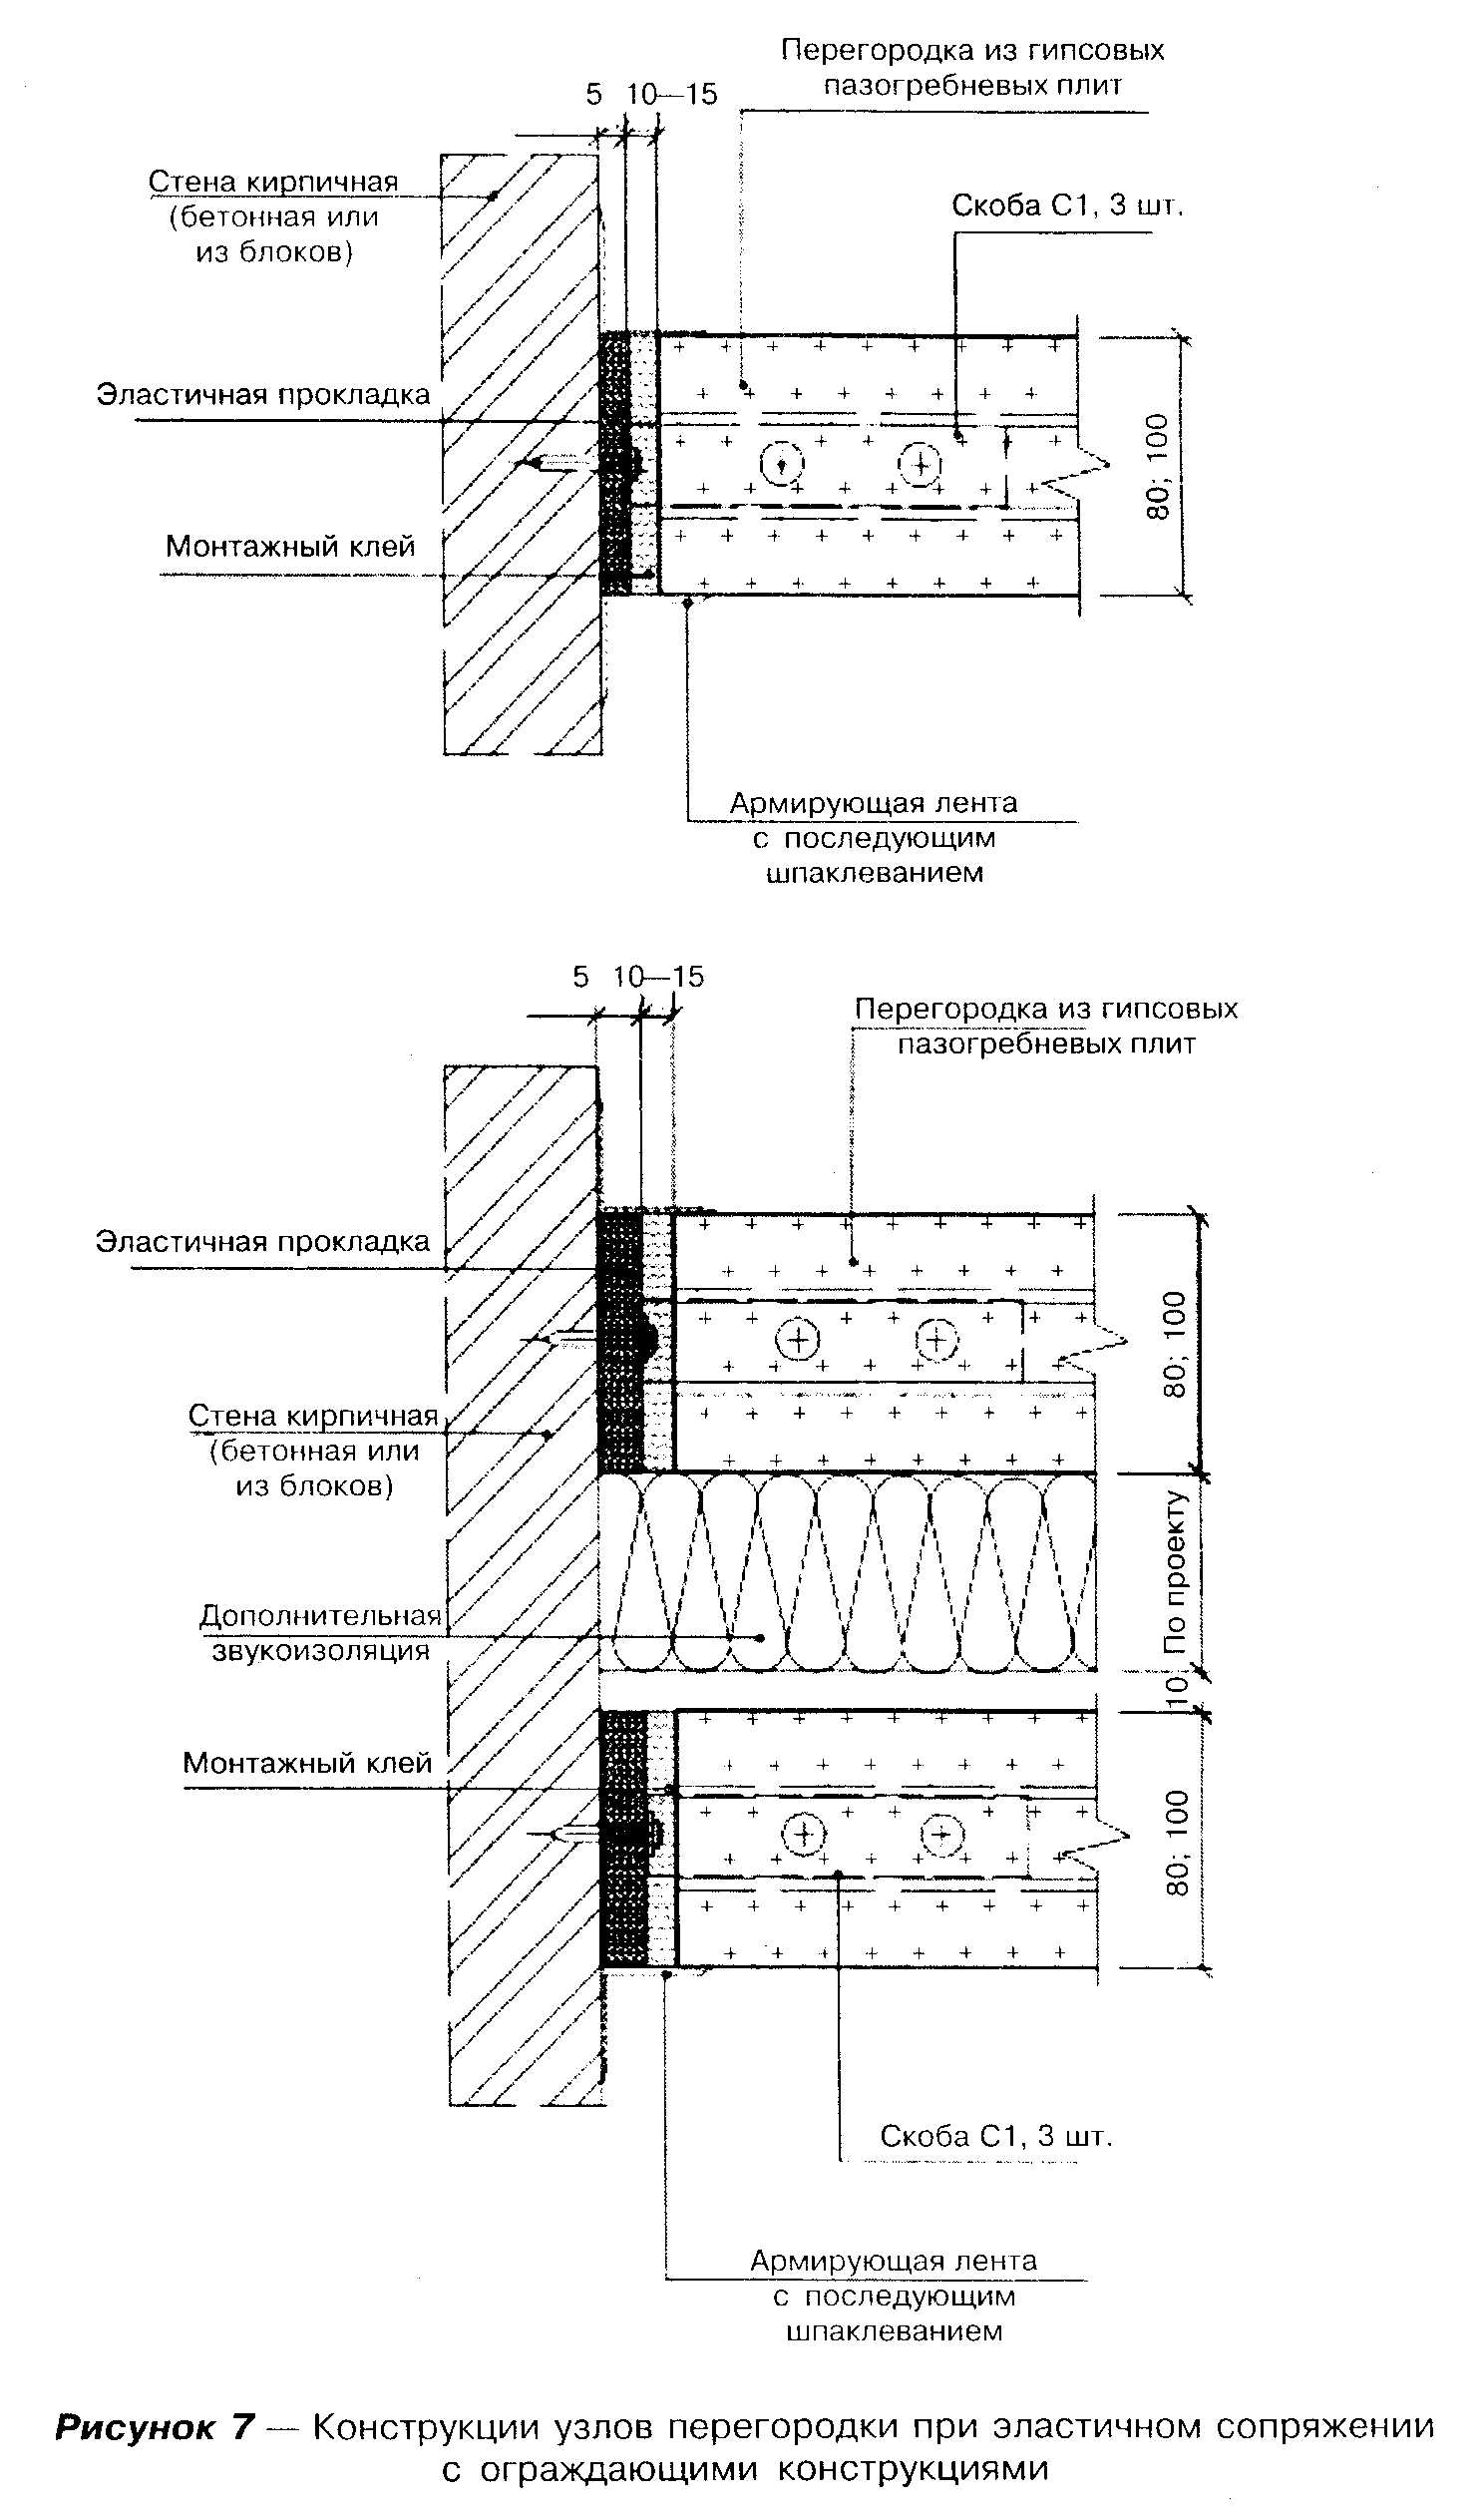 Перегородка из гипсовых
пазогребневых плит
5 10—15
Стена кирпичная
(бетонная или
из блоков)
Скоба С1, 3 шт.
Эластичная прокладка
80; 100
Монтажный клей
Армирующая лента
с последующим
шпаклеванием
5 10—15
Перегородка из гипсовых
пазогребневых плит
Эластичная прокладка
80; 100
Стена кирпичная
(бетонная или
из блоков)
По проекту
Дополнительная
звукоизоляция
10
Монтажный клей
80; 100
Скоба С1, 3 шт.
Армирующая лента
с последующим
шпаклеванием
Рисунок 7 — Конструкции узлов перегородки при эластичном сопряжении
с ограждающими конструкциями